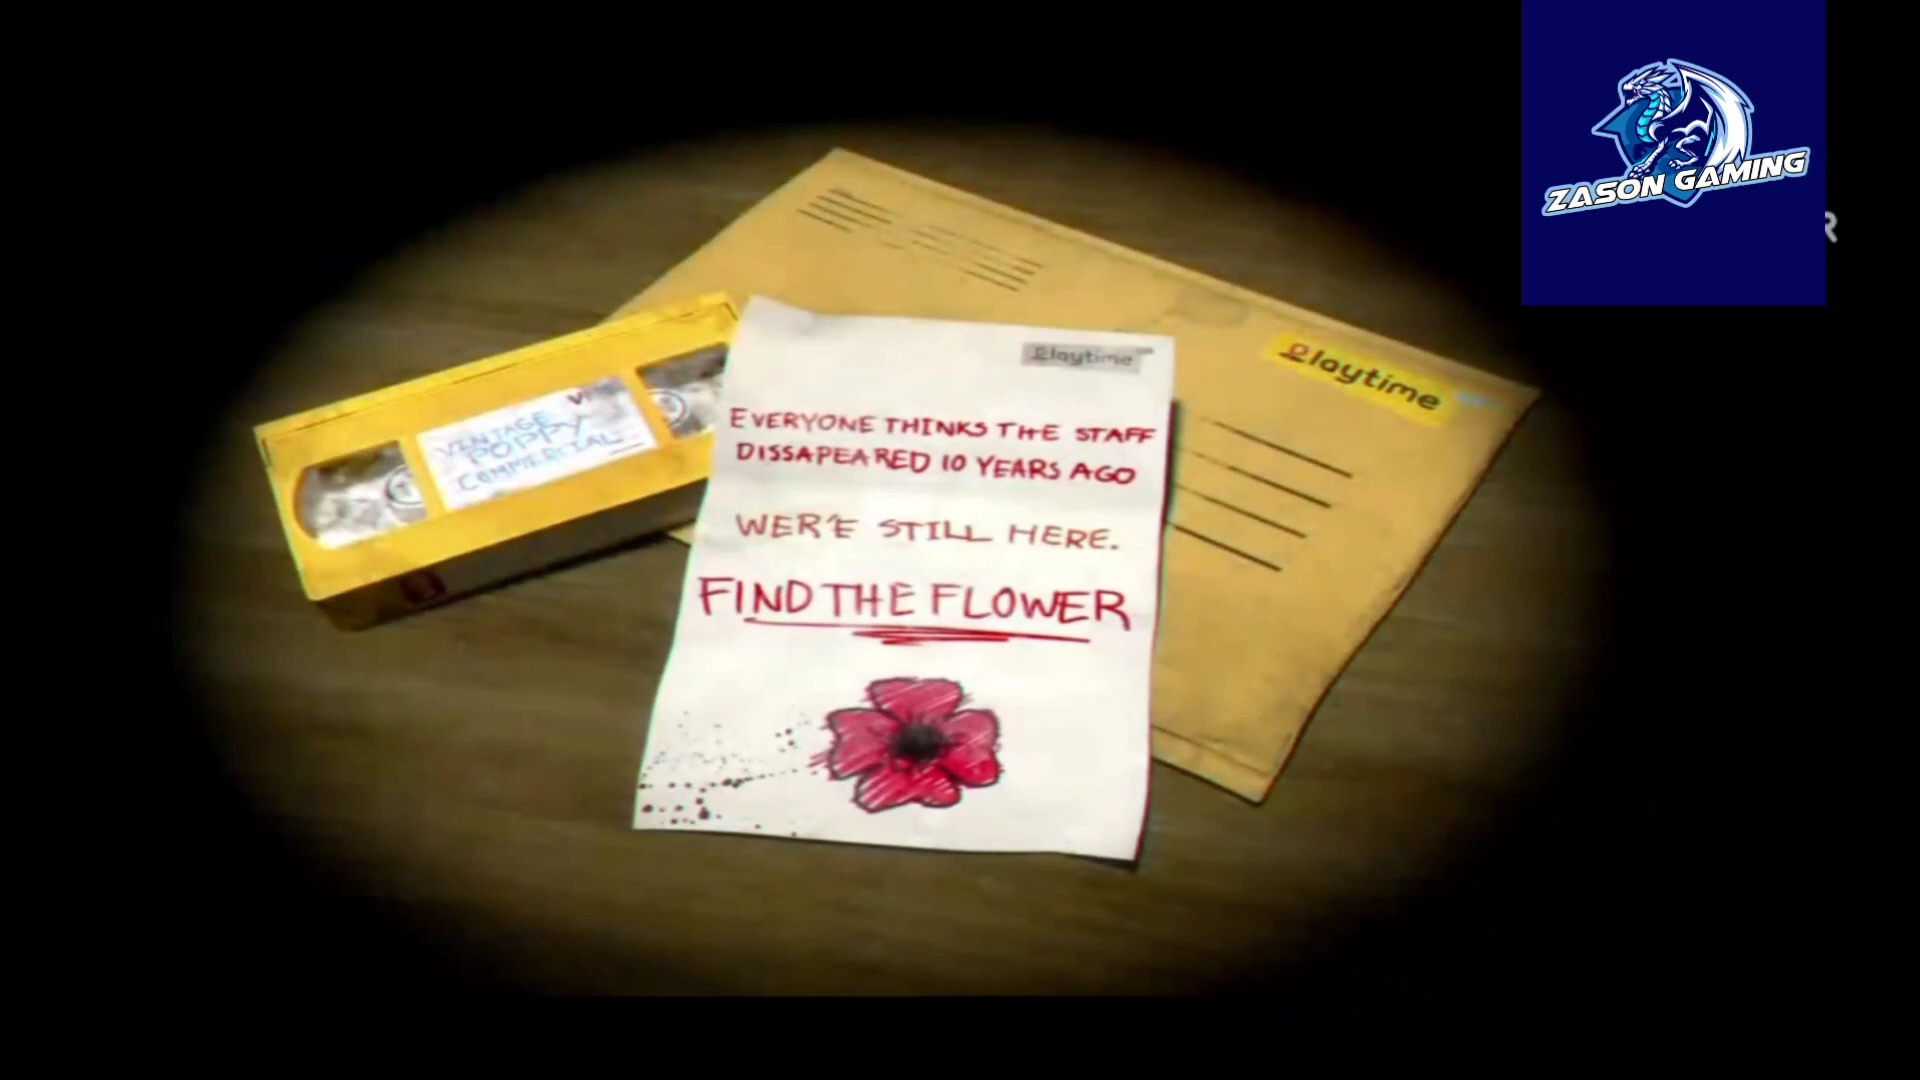 ZASON GAMING
R
Playtime
Playtime
VINTAGE
POPPY
COMMERCIAL
EVERYONE THINKS THE STAFF
DISSAPEARED 10 YEARS AGO
WER'E STILL HERE.
FIND THE FLOWER